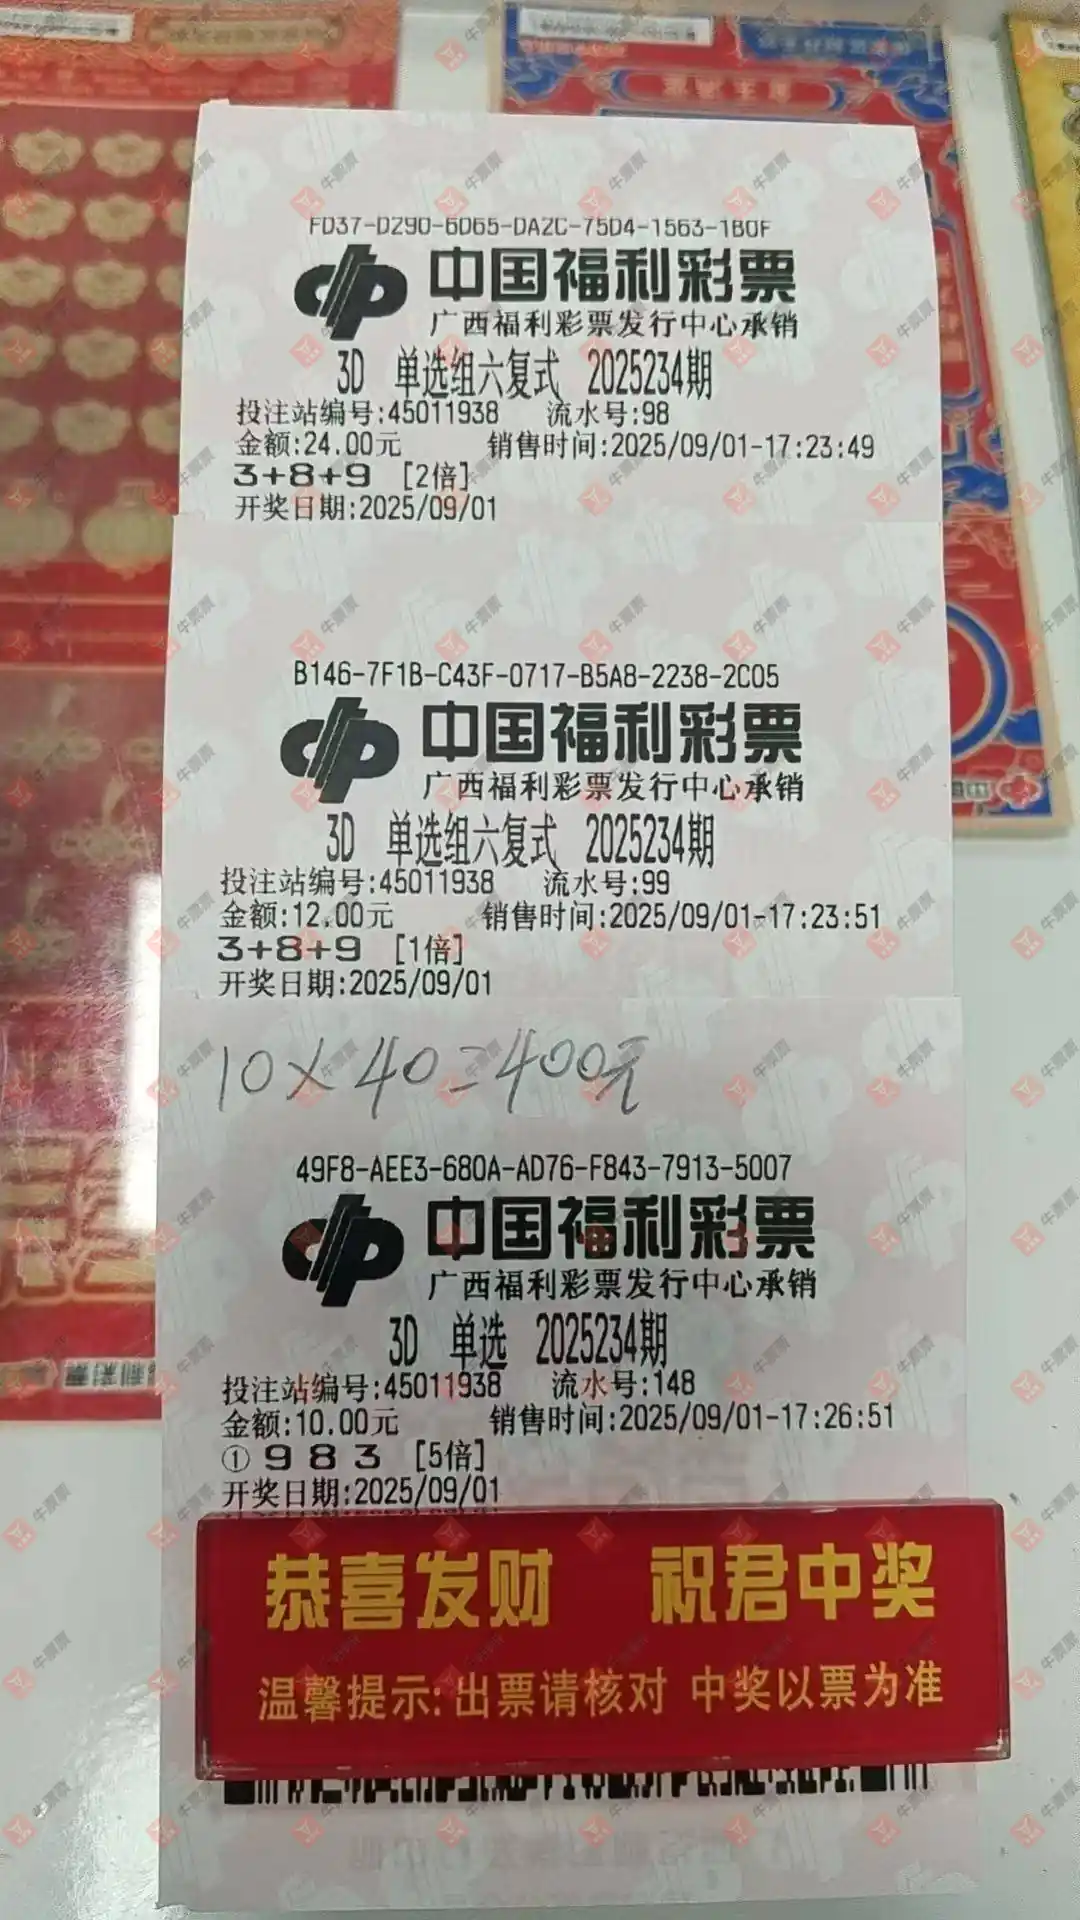 FD37-D29D-6D65-DA2C-75D4-1563-1B0F
中国福利彩票
广西福利彩票发行中心承销
3D 单选组六复式 2025234期
投注站编号:45011938 流水号:98
金额:24.00元 销售时间:2025/09/01-17:23:49
3+8+9 [2倍]
开奖日期:2025/09/01
B146-7F1B-C43F-0717-B5A8-2238-2C05
中国福利彩票
广西福利彩票发行中心承销
3D 单选组六复式 2025234期
投注站编号:45011938 流水号:99
金额:12.00元 销售时间:2025/09/01-17:23:51
3+8+9 [1倍]
开奖日期:2025/09/01
10×40=400元
49F8-AEE3-680A-AD76-F843-7913-5007
中国福利彩票
广西福利彩票发行中心承销
3D 单选 2025234期
投注站编号:45011938 流水号:148
金额:10.00元 销售时间:2025/09/01-17:26:51
① 9 8 3 [5倍]
开奖日期:2025/09/01
恭喜发财 祝君中奖
温馨提示:出票请核对 中奖以票为准
牛票票